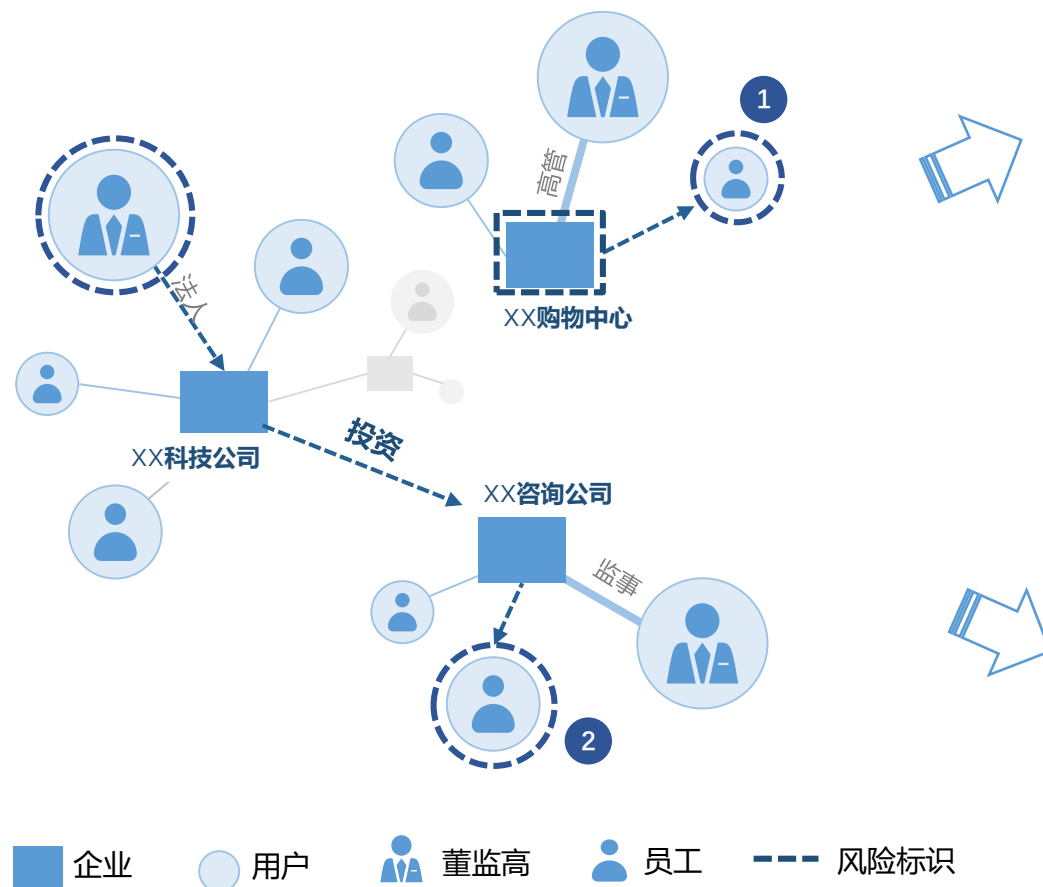 1
高管
法人
XX购物中心
投资
XX科技公司
XX咨询公司
监事
2
企业
用户
董监高
员工
风险标识